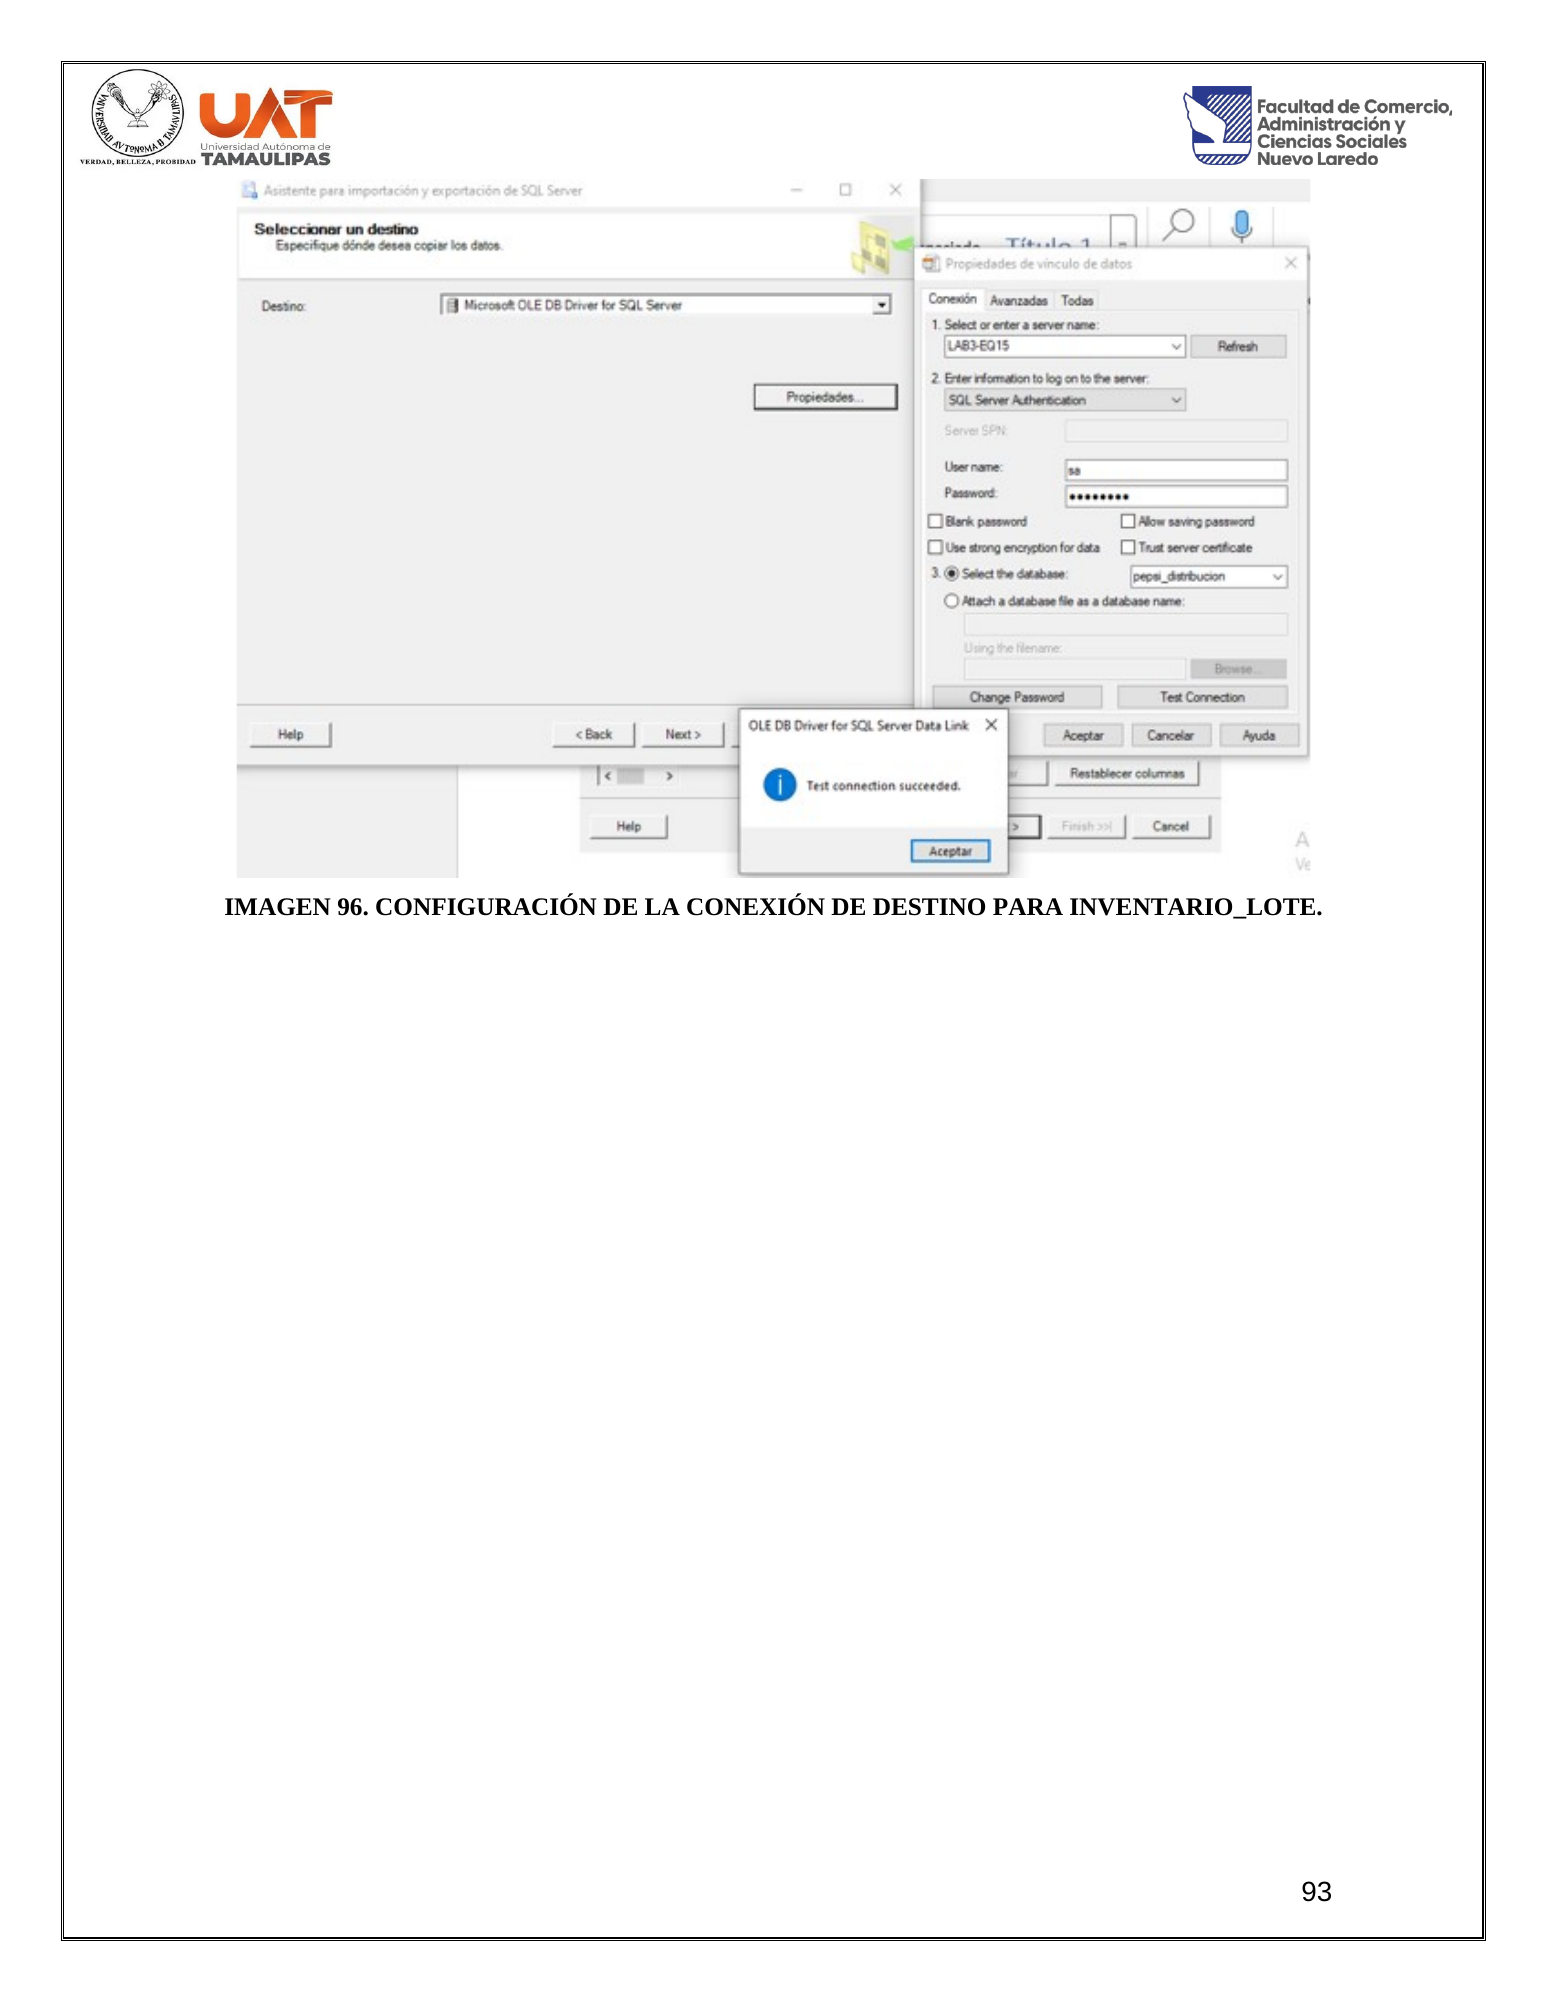 VNIVERSIDAD AVTONOMA D TAMAVLIPAS
VERDAD, BELLEZA, PROBIDAD
UAT
Universidad Autónoma de
TAMAULIPAS
Facultad de Comercio,
Administración y
Ciencias Sociales
Nuevo Laredo
Asistente para importación y exportación de SQL Server
Seleccionar un destino
Especifique dónde desea copiar los datos.
Destino:
Microsoft OLE DB Driver for SQL Server
Propiedades...
Help
< Back
Next >
Título 1
Propiedades de vínculo de datos
Conexión Avanzadas Todas
1. Select or enter a server name:
LAB3-EQ15
Refresh
2. Enter information to log on to the server:
SQL Server Authentication
Server SPN:
User name:
sa
Password:
••••••••
Blank password
Allow saving password
Use strong encryption for data
Trust server certificate
3. Select the database:
pepsi_distribucion
Attach a database file as a database name:
Using the filename:
Browse...
Change Password
Test Connection
Aceptar
Cancelar
Ayuda
OLE DB Driver for SQL Server Data Link
Test connection succeeded.
Aceptar
Restablecer columnas
Help
>
Finish >>|
Cancel
IMAGEN 96. CONFIGURACIÓN DE LA CONEXIÓN DE DESTINO PARA INVENTARIO_LOTE.
93